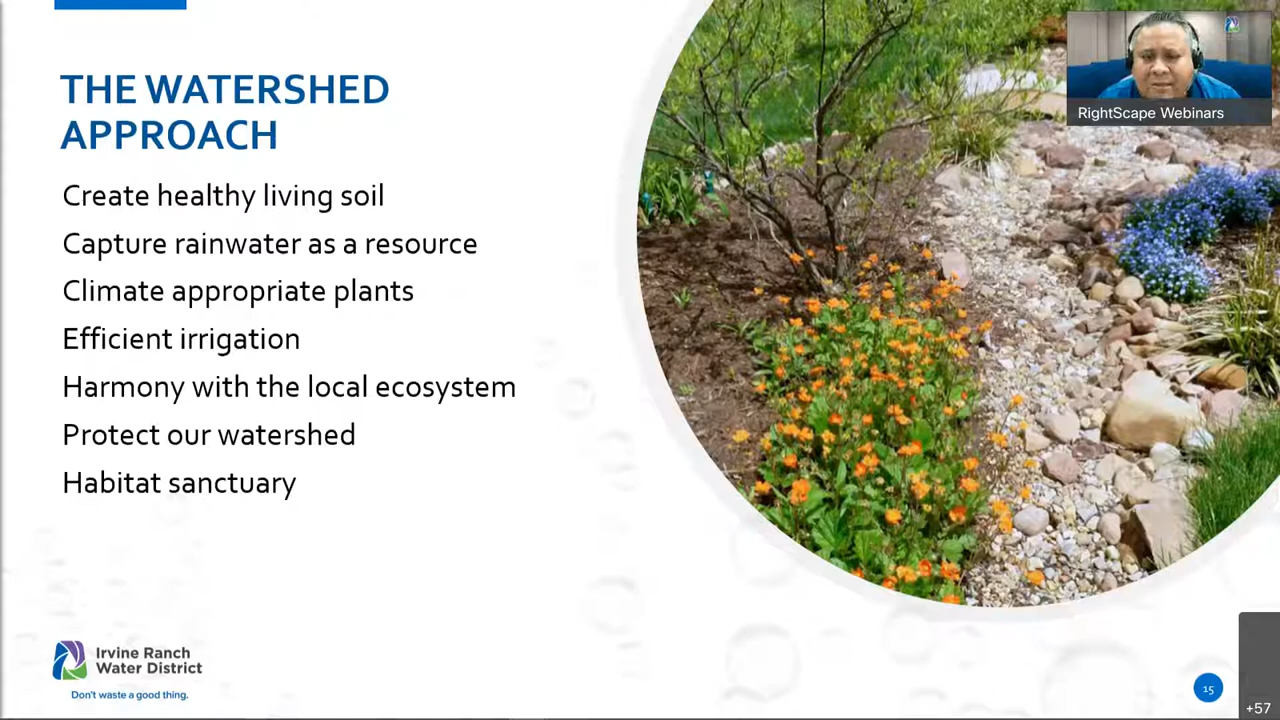 THE WATERSHED
APPROACH
Create healthy living soil
Capture rainwater as a resource
Climate appropriate plants
Efficient irrigation
Harmony with the local ecosystem
Protect our watershed
Habitat sanctuary
RightScape Webinars
Irvine Ranch
Water District
Don't waste a good thing.
15
+57